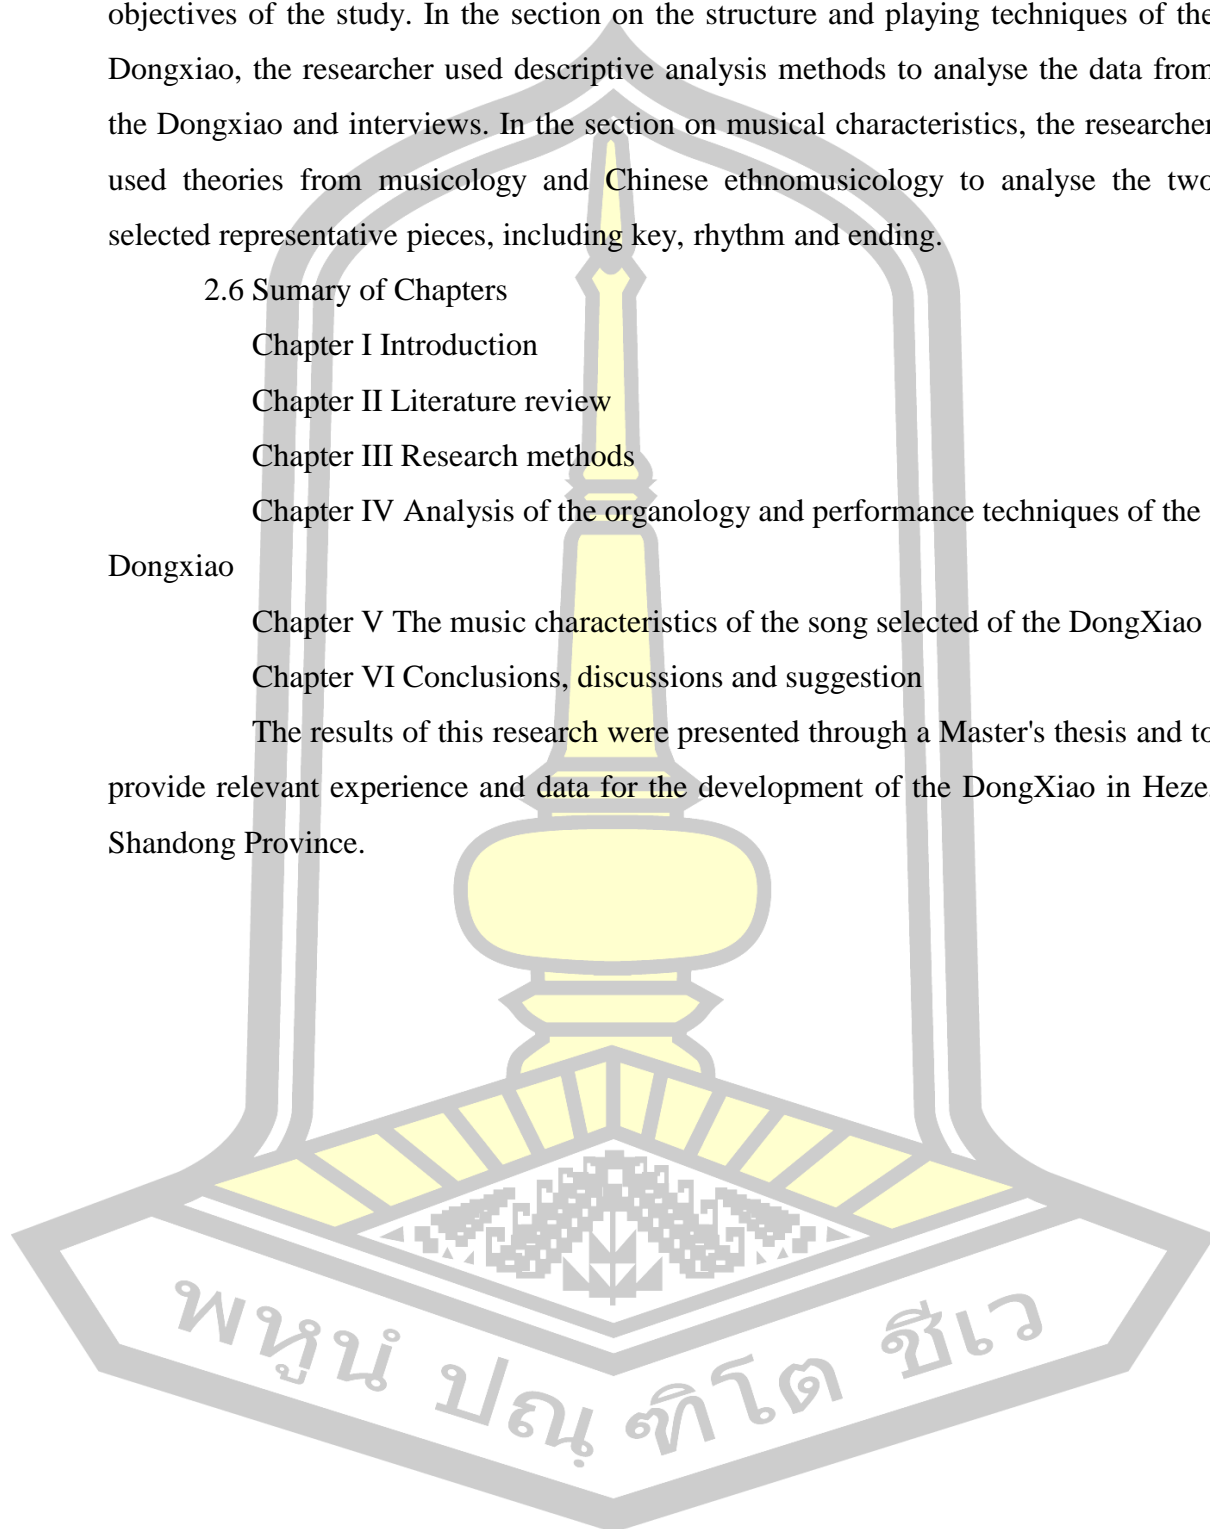 objectives of the study. In the section on the structure and playing techniques of the
Dongxiao, the researcher used descriptive analysis methods to analyse the data from
the Dongxiao and interviews. In the section on musical characteristics, the researcher
used theories from musicology and Chinese ethnomusicology to analyse the two
selected representative pieces, including key, rhythm and ending.
2.6 Sumary of Chapters
Chapter I Introduction
Chapter II Literature review
Chapter III Research methods
Chapter IV Analysis of the organology and performance techniques of the
Dongxiao
Chapter V The music characteristics of the song selected of the DongXiao
Chapter VI Conclusions, discussions and suggestion
The results of this research were presented through a Master's thesis and to
provide relevant experience and data for the development of the DongXiao in Heze,
Shandong Province.
พหูนํ ปณฺฑิโต ชีเว